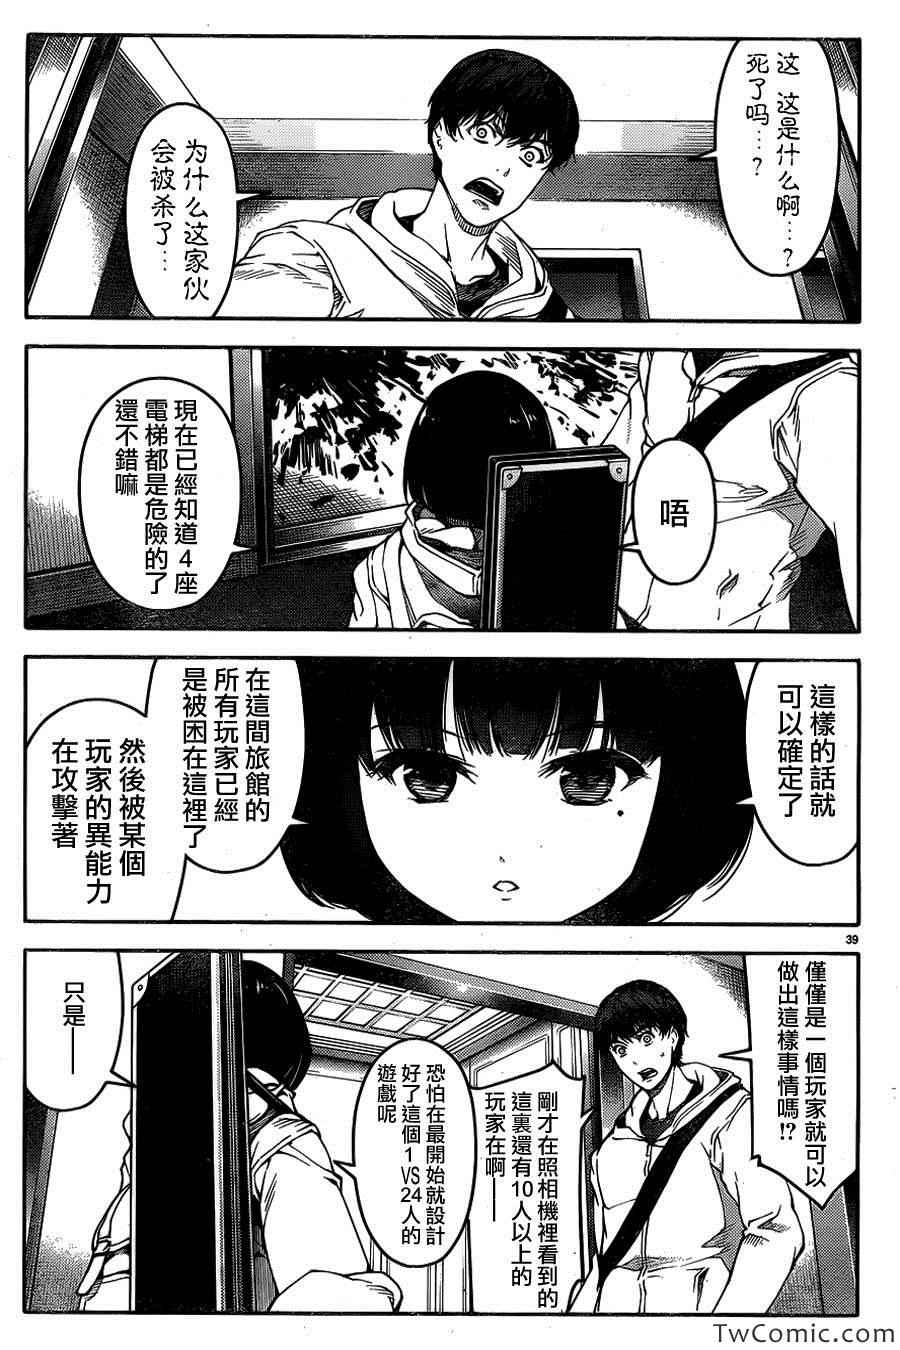 这 这是什么啊…?
死了吗…?
为什么这家伙
会被杀了…
唔
現在已經知道4座
電梯都是危險的了
還不錯嘛
這樣的話就
可以確定了
在這間旅館的
所有玩家已經
是被困在這裡了
然後被某個
玩家的異能力
在攻擊著
39
僅僅是一個玩家就可以
做出這樣事情嗎!?
剛才在照相機裡看到的
這裏還有10人以上的
玩家在啊——
恐怕在最開始就設計
好了這個1VS24人的
遊戲呢
只是——
TwComic.com